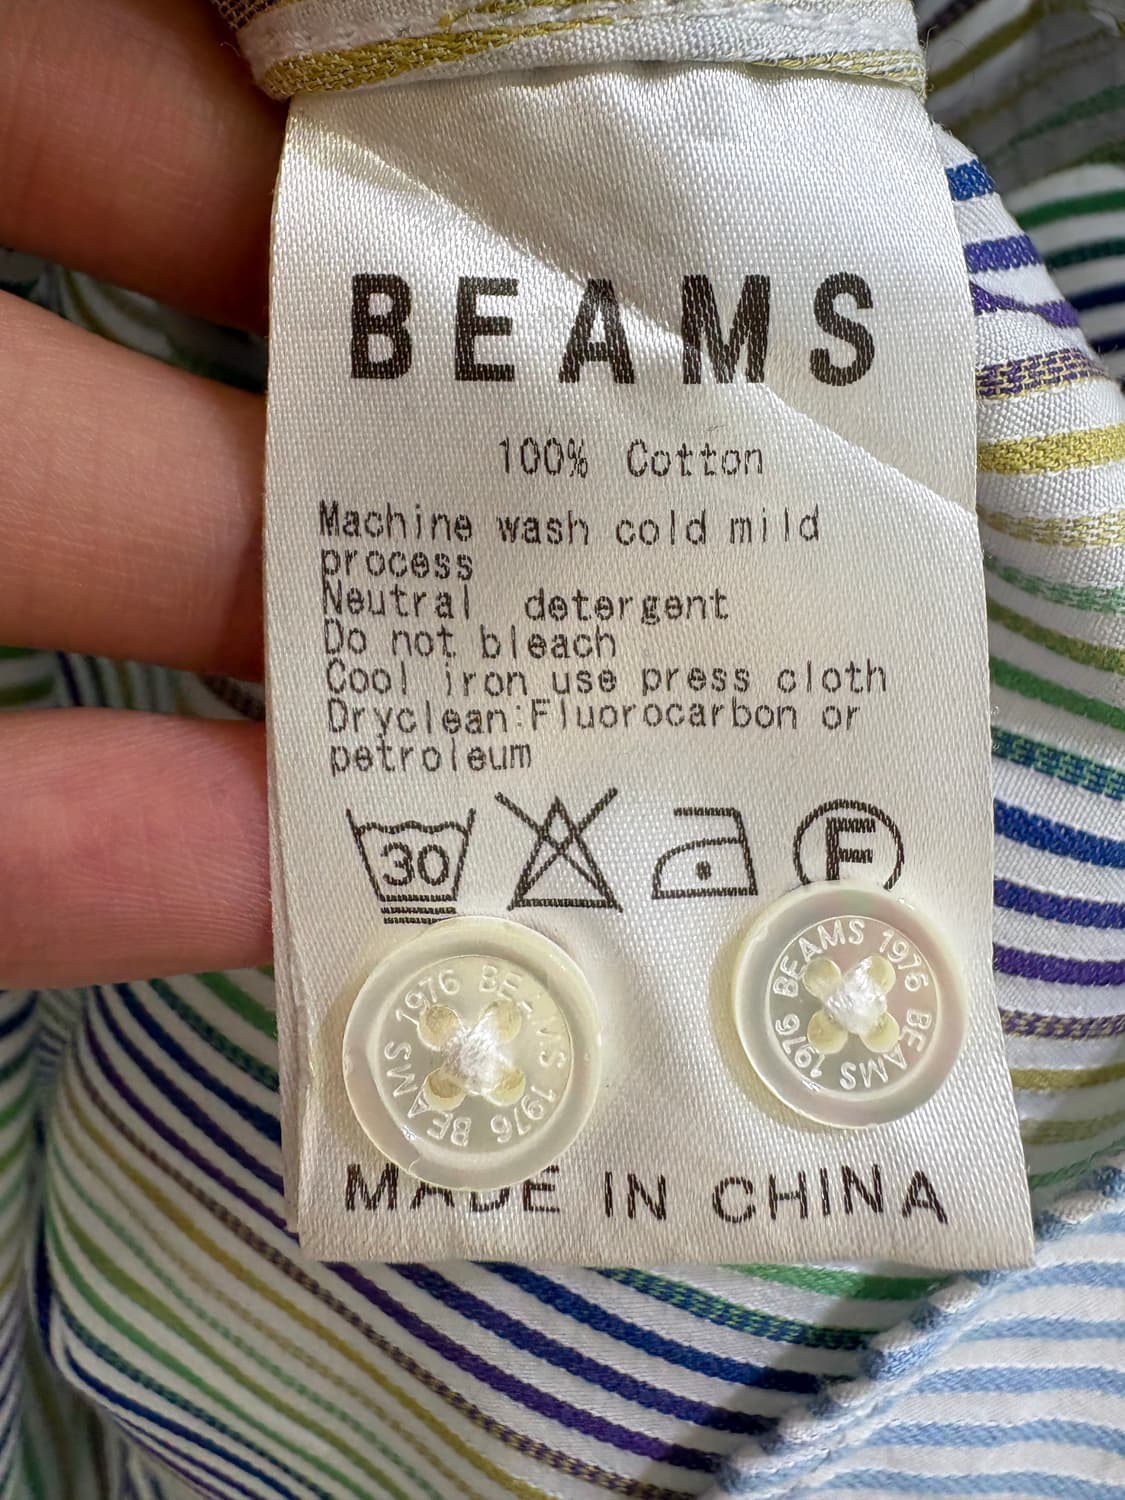 BEAMS
100% Cotton
Machine wash cold mild
process
Neutral detergent
Do not bleach
Cool iron use press cloth
Dryclean:Fluorocarbon or
petroleum
30
F
1976 BEAMS 1976 BEAMS
BEAMS 1976 BEAMS 1976
MADE IN CHINA